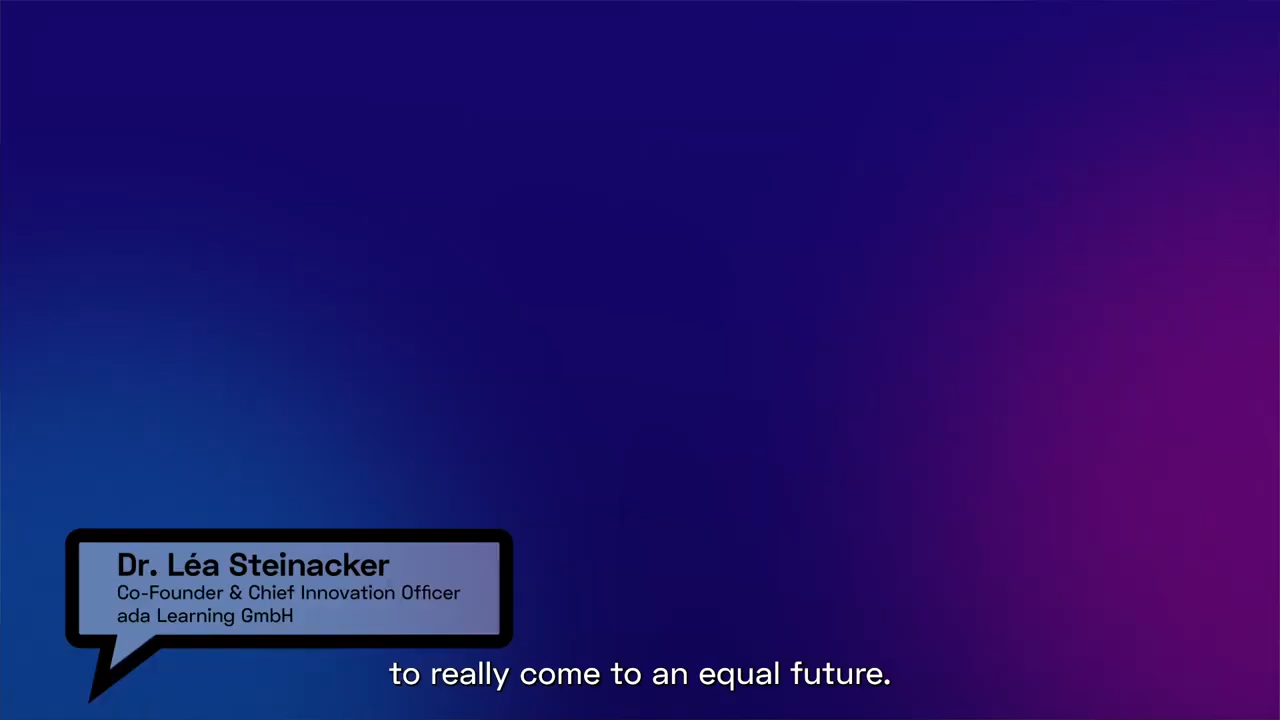 Dr. Léa Steinacker
Co-Founder & Chief Innovation Officer
ada Learning GmbH
to really come to an equal future.